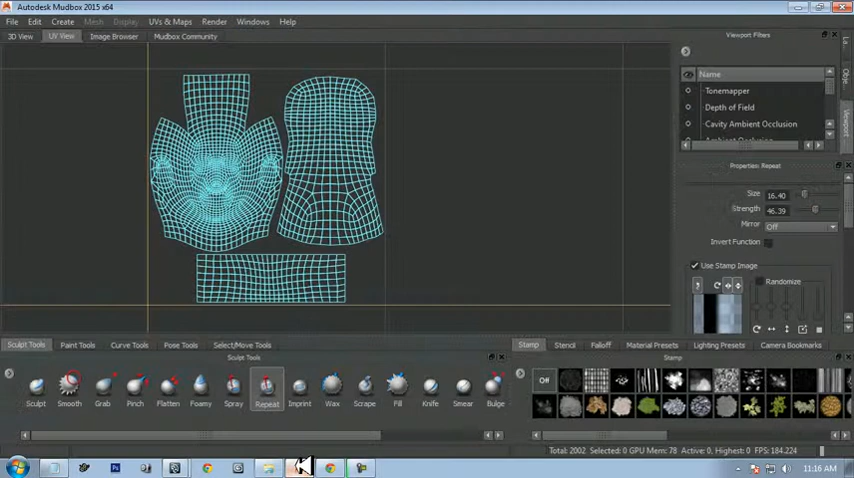 Autodesk Mudbox 2015 x64
File Edit Create Mesh Display UVs & Maps Render Windows Help
3D View UV View Image Browser Mudbox Community
Viewport Filters
Name
Tonemapper
Depth of Field
Cavity Ambient Occlusion
Ambient Occlusion
La...
Obje...
Viewport
Properties: Repeat
Size 16.40
Strength 46.39
Mirror Off
Invert Function
Use Stamp Image
Randomize
Sculpt Tools Paint Tools Curve Tools Pose Tools Select/Move Tools
Stamp Stencil Falloff Material Presets Lighting Presets Camera Bookmarks
Sculpt Tools
Stamp
Off
Sculpt Smooth Grab Pinch Flatten Foamy Spray Repeat Imprint Wax Scrape Fill Knife Smear Bulge
Total: 2002 Selected: 0 GPU Mem: 78 Active: 0, Highest: 0 FPS: 184.224
11:16 AM